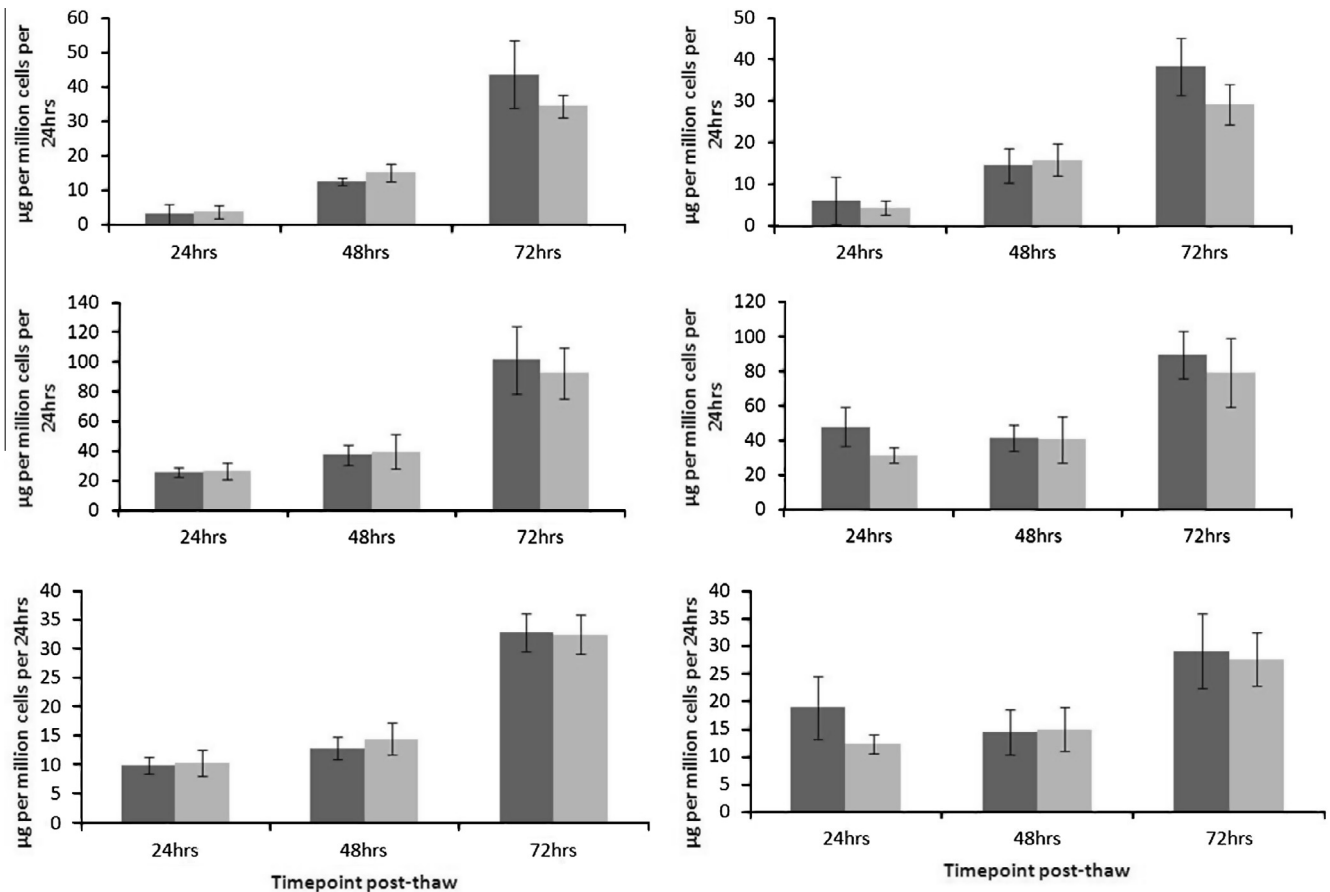 µg per million cells per
24hrs
60
50
40
30
20
10
0
24hrs
48hrs
72hrs
µg per million cells per
24hrs
50
40
30
20
10
0
24hrs
48hrs
72hrs
µg per million cells per
24hrs
140
120
100
80
60
40
20
0
24hrs
48hrs
72hrs
µg per million cells per
24hrs
120
100
80
60
40
20
0
24hrs
48hrs
72hrs
µg per million cells per 24hrs
40
35
30
25
20
15
10
5
0
24hrs
48hrs
72hrs
Timepoint post-thaw
µg per million cells per 24hrs
40
35
30
25
20
15
10
5
0
24hrs
48hrs
72hrs
Timepoint post-thaw